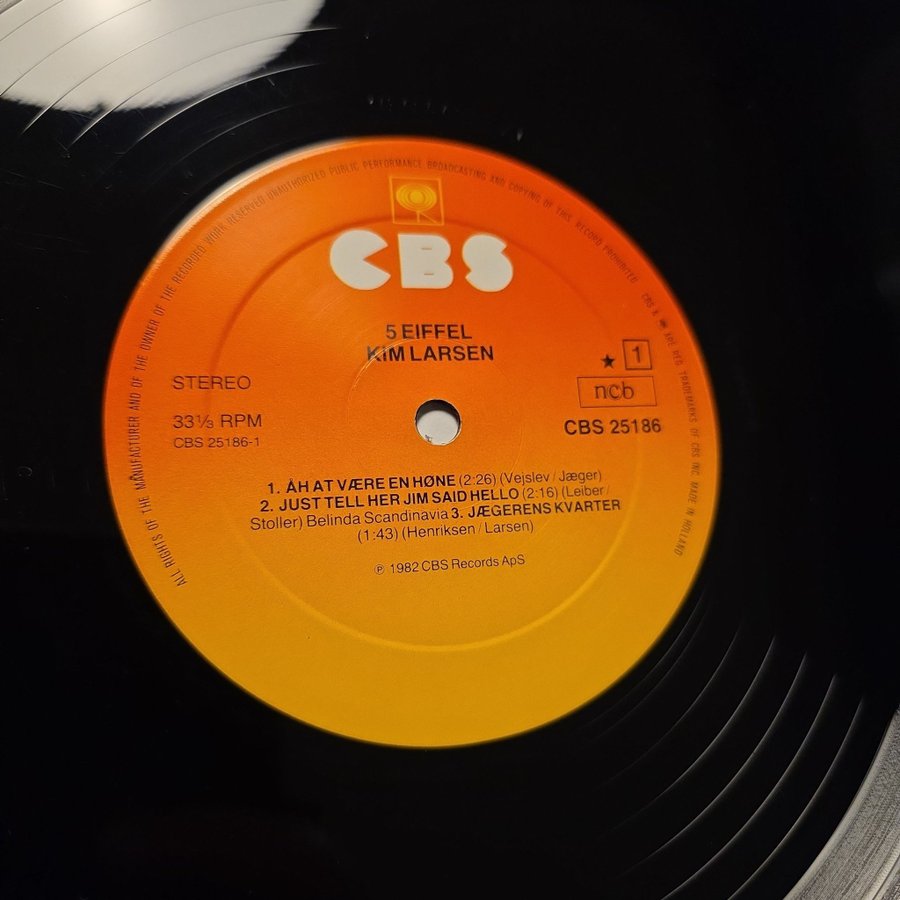 ALL RIGHTS OF THE MANUFACTURER AND OF THE OWNER OF THE RECORDED WORK RESERVED UNAUTHORIZED PUBLIC PERFORMANCE BROADCASTING AND COPYING OF THIS RECORD PROHIBITED
CBS & ARE REG. TRADEMARKS OF CBS INC. MADE IN HOLLAND
CBS
5 EIFFEL
KIM LARSEN
STEREO
33⅓ RPM
CBS 25186-1
★ 1
ncb
CBS 25186
1. ÅH AT VÆRE EN HØNE (2:26) (Vejslev / Jæger)
2. JUST TELL HER JIM SAID HELLO (2:16) (Leiber /
Stoller) Belinda Scandinavia 3. JÆGERENS KVARTER
(1:43) (Henriksen / Larsen)
℗ 1982 CBS Records ApS